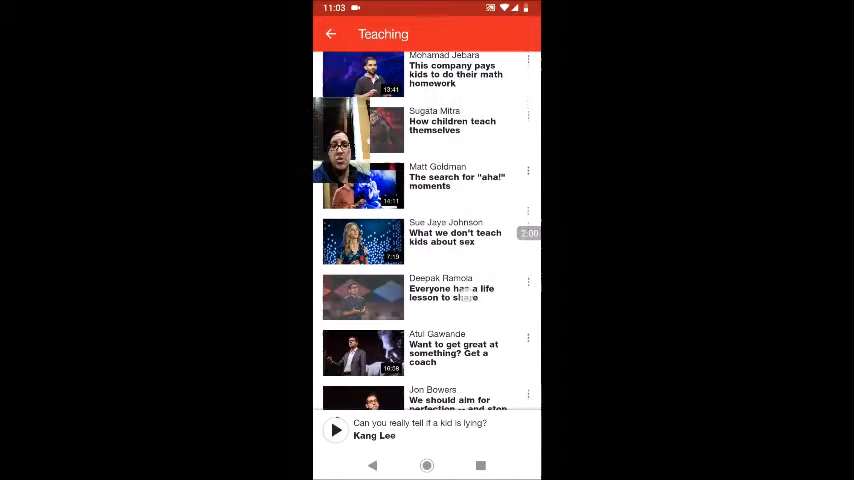 11:03
Teaching
Mohamad Jebara
This company pays
kids to do their math
homework
13:41
Sugata Mitra
How children teach
themselves
Matt Goldman
The search for "aha!"
moments
14:11
Sue Jaye Johnson
What we don't teach
kids about sex
7:19
2:00
Deepak Ramola
Everyone has a life
lesson to share
Atul Gawande
Want to get great at
something? Get a
coach
16:58
Jon Bowers
We should aim for
perfection -- and stop
Can you really tell if a kid is lying?
Kang Lee